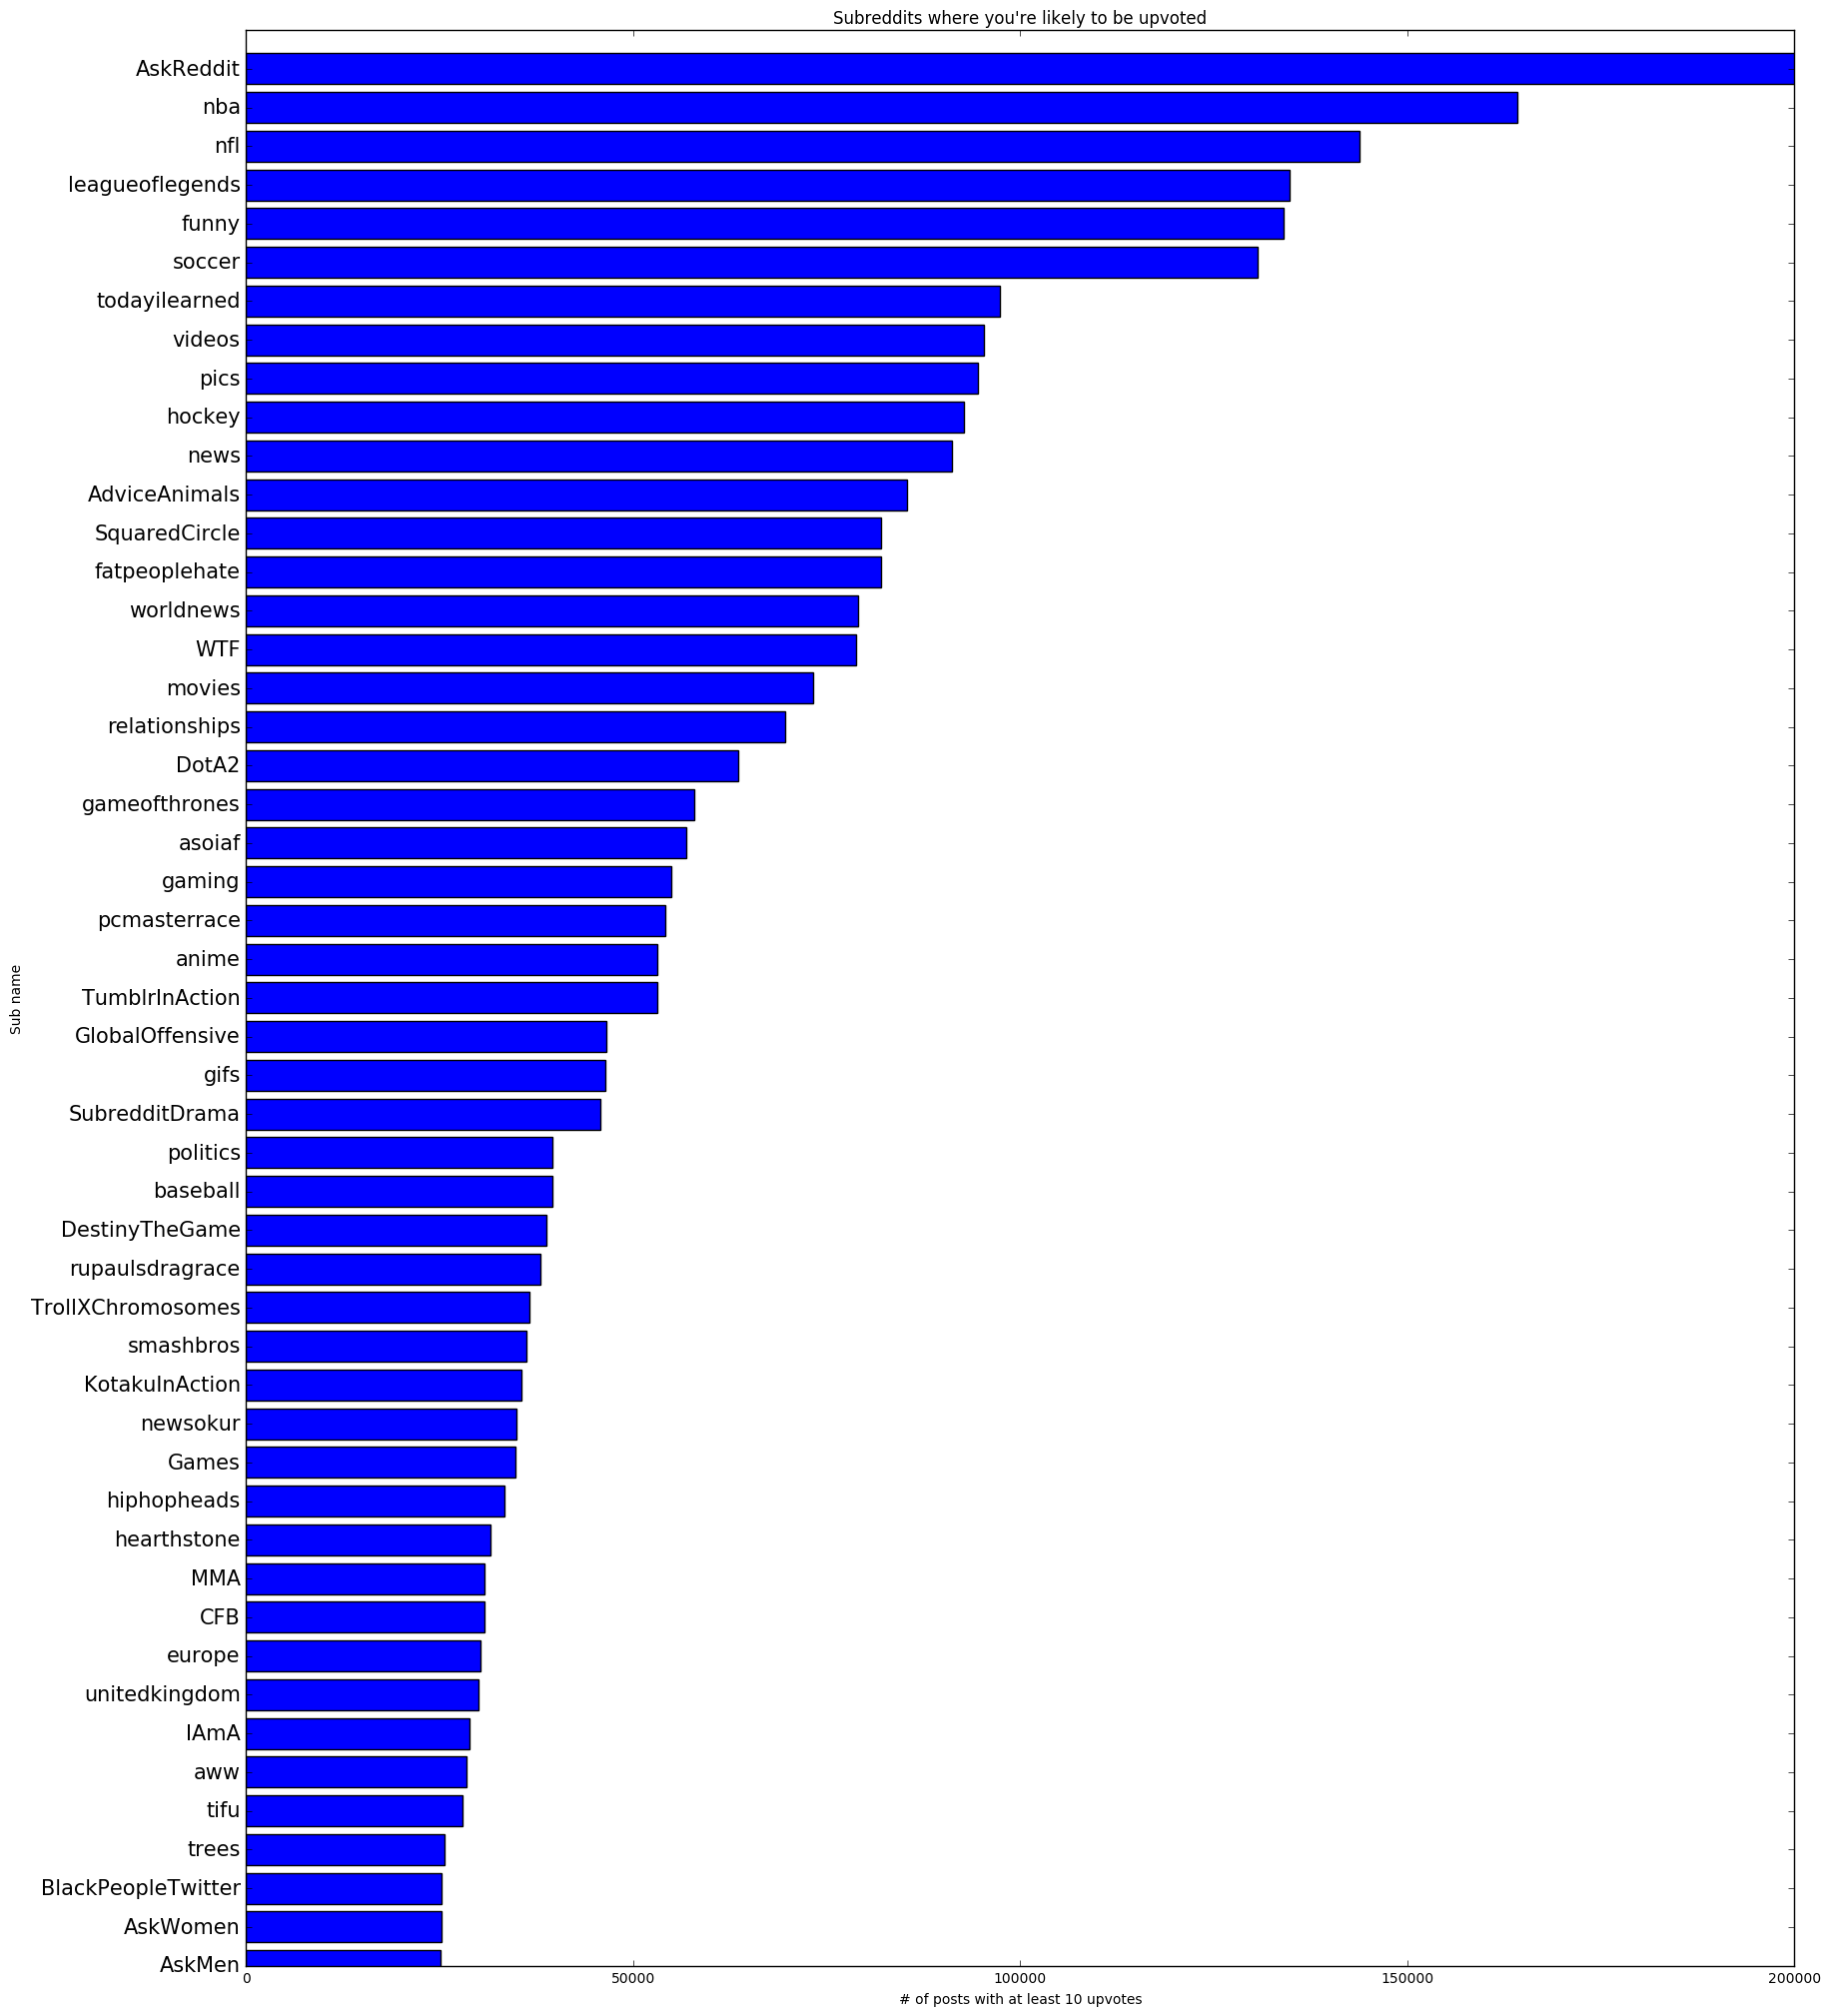 Subreddits where you're likely to be upvoted
AskReddit
nba
nfl
leagueoflegends
funny
soccer
todayilearned
videos
pics
hockey
news
AdviceAnimals
SquaredCircle
fatpeoplehate
worldnews
WTF
movies
relationships
DotA2
gameofthrones
asoiaf
gaming
pcmasterrace
anime
TumblrInAction
GlobalOffensive
gifs
SubredditDrama
politics
baseball
DestinyTheGame
rupaulsdragrace
TrollXChromosomes
smashbros
KotakuInAction
newsokur
Games
hiphopheads
hearthstone
MMA
CFB
europe
unitedkingdom
IAmA
aww
tifu
trees
BlackPeopleTwitter
AskWomen
AskMen
Sub name
0 50000 100000 150000 200000
# of posts with at least 10 upvotes